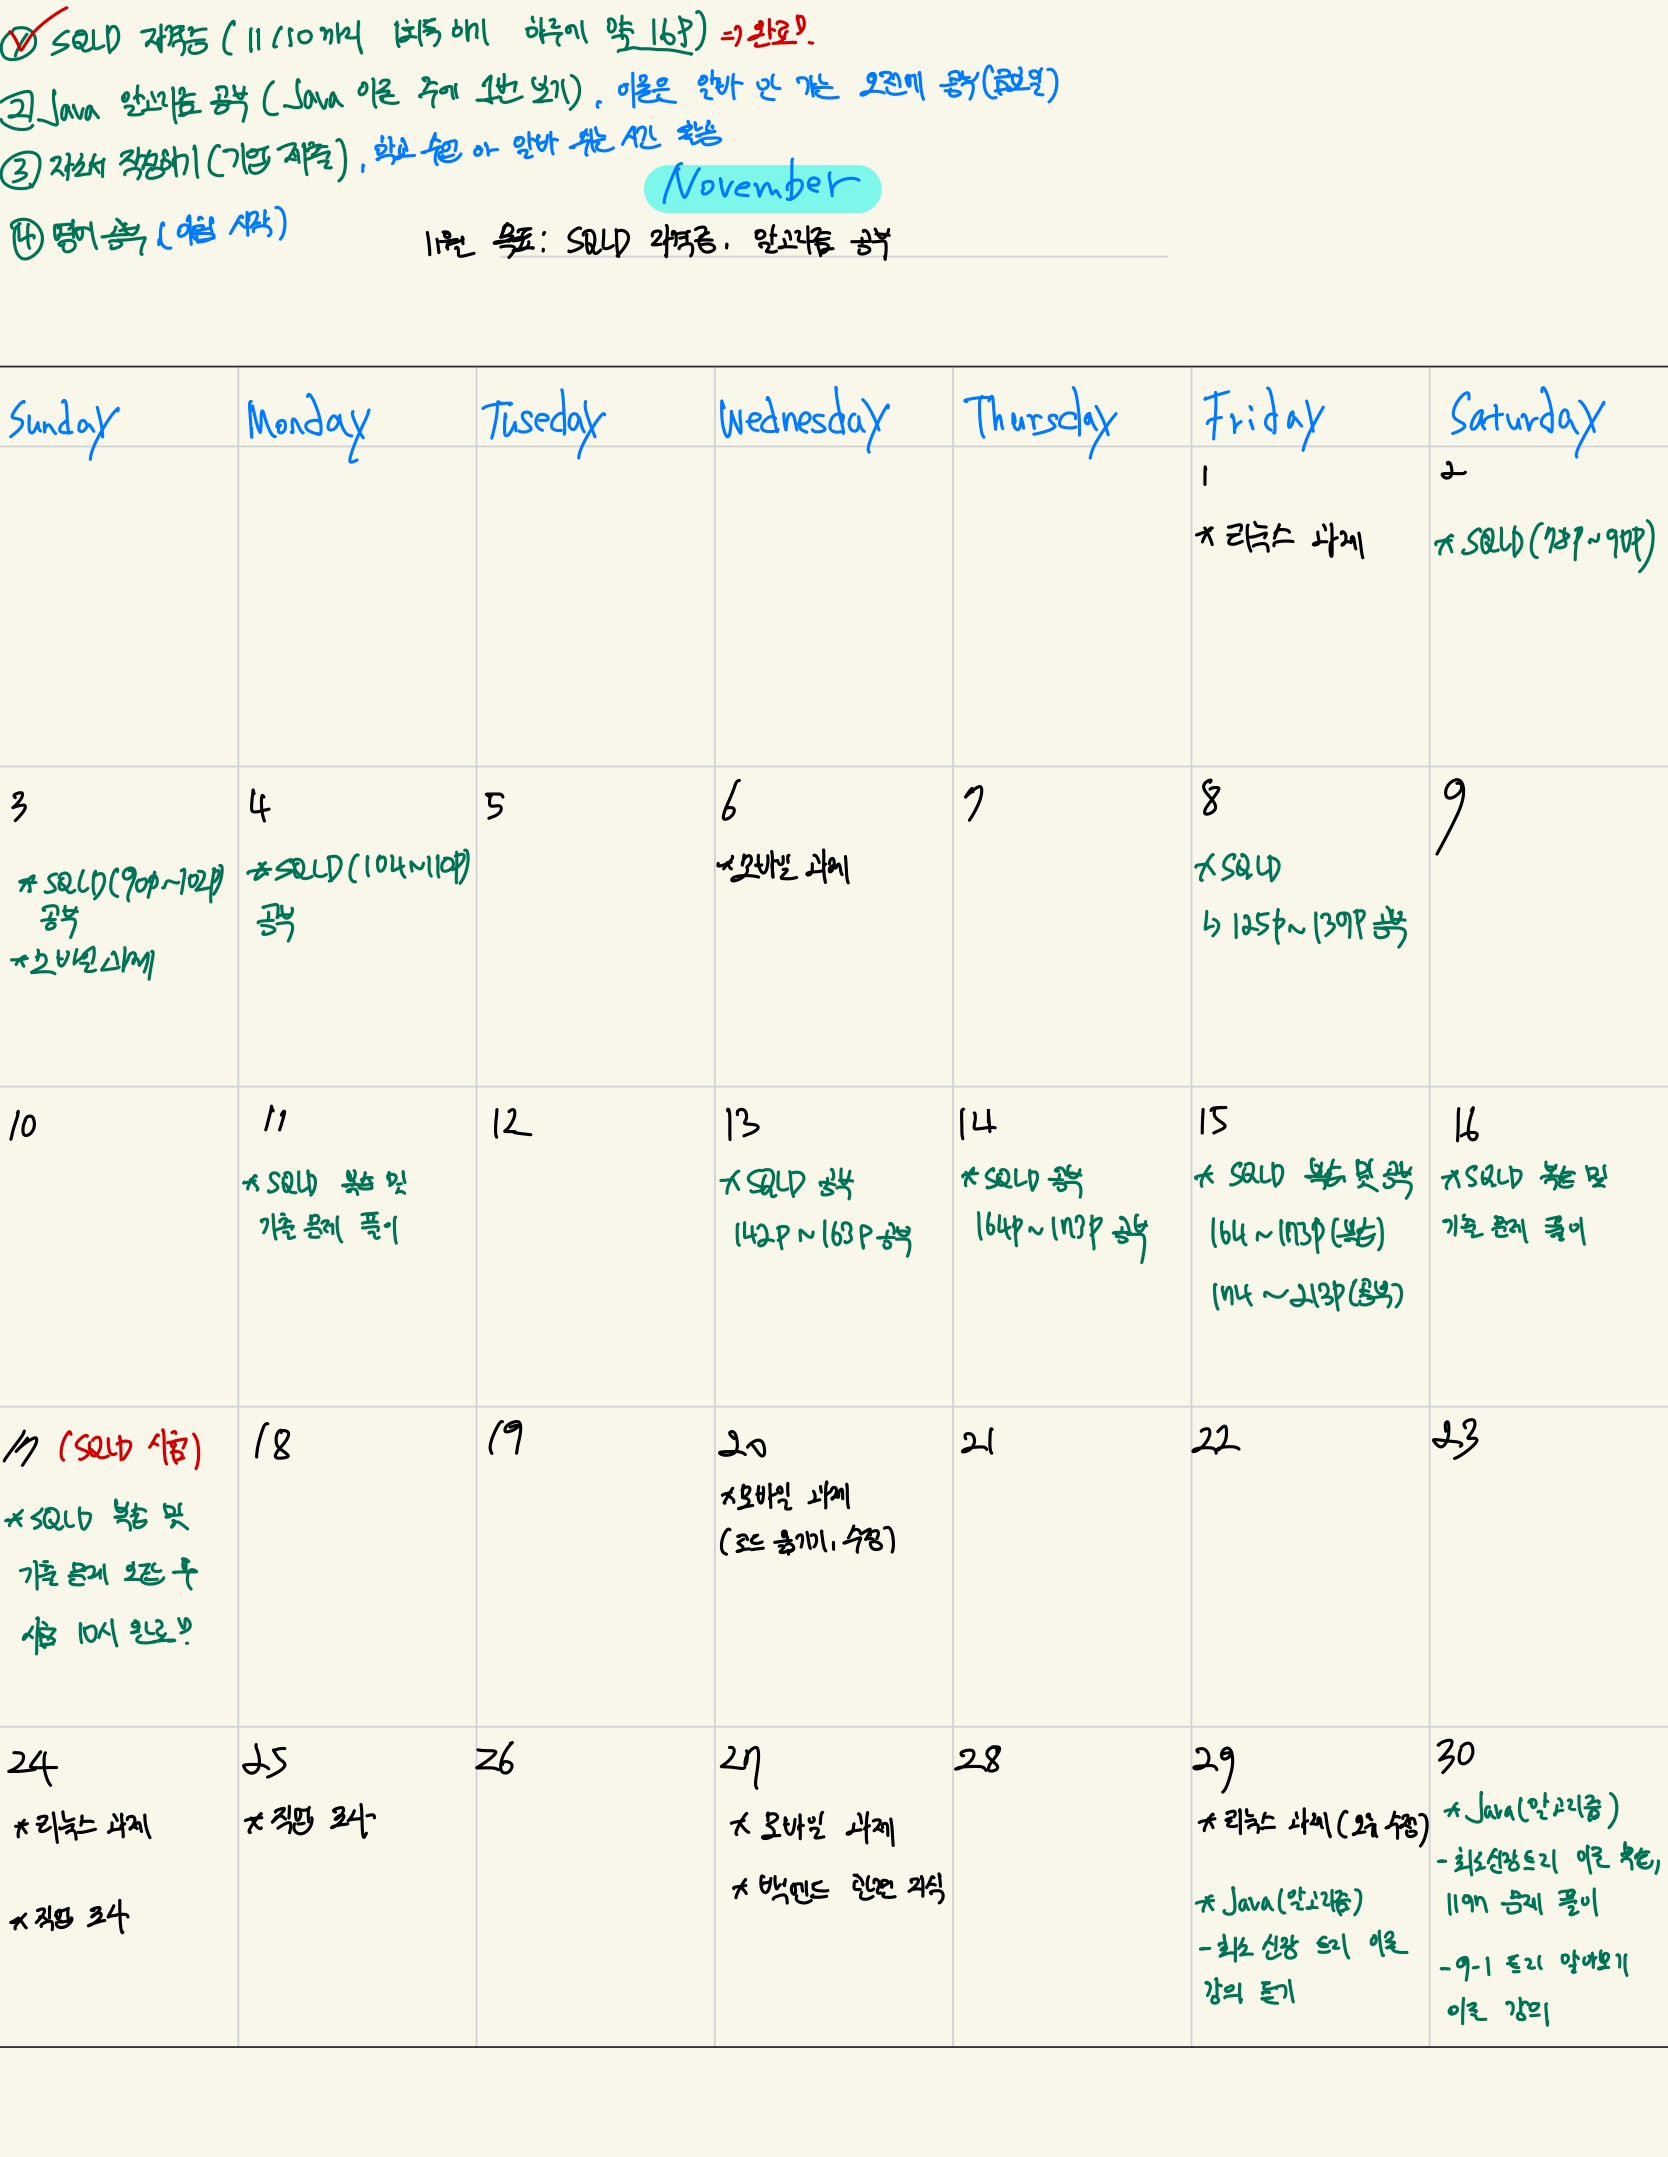 ① SQLD 자격증 (11/10까지 1회독 하기 하루에 약 16p) => 완료!
② Java 알고리즘 공부 (Java 이론 주에 1번 보기), 이론은 알바 안 가는 오전에 공부(금요일)
③ 자소서 작성하기 (기업 제출), 학교 수업 알바 쉬는 시간 활용
④ 영어 공부 (시작)
November
11월 목표: SQLD 자격증, 알고리즘 공부
Sunday Monday Tuseday Wednesday Thursday Friday Saturday
1 2
* 리눅스 과제 * SQLD (78p~90p)
3 4 5 6 7 8 9
* SQLD (90p~102p) * SQLD (104~110p) * 모바일 과제 * SQLD
공부 공부 ↳ 125p~139p 공부
* 모바일 과제
10 11 12 13 14 15 16
* SQLD 복습 및 * SQLD 공부 * SQLD 공부 * SQLD 복습 및 공부 * SQLD 복습 및
기출 문제 풀이 142p~163p 공부 164p~173p 공부 164~173p (복습) 기출 문제 풀이
174~213p (공부)
17 (SQLD 시험) 18 19 20 21 22 23
* SQLD 복습 및 * 모바일 과제
기출 문제 오답 후 (코드 옮기기, 수정)
시험 10시 완료!
24 25 26 27 28 29 30
* 리눅스 과제 * 직업 조사 * 모바일 과제 * 리눅스 과제 (오류 수정) * Java (알고리즘)
* 직업 조사 * 백엔드 관련 지식 * Java (알고리즘) - 최소신장트리 이론 복습,
- 최소 신장 트리 이론 1197 문제 풀이
강의 듣기 - 9-1 트리 알아보기
이론 강의